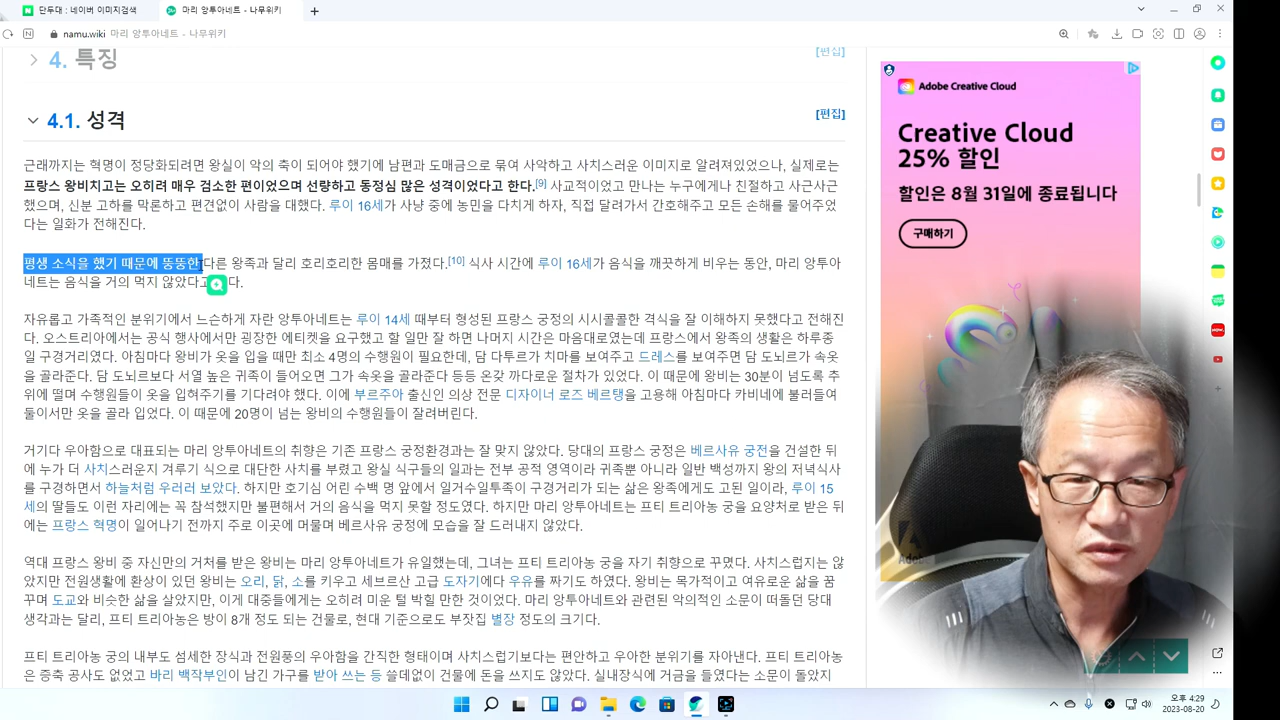 단두대 : 네이버 이미지검색
마리 앙투아네트 - 나무위키
namu.wiki 마리 앙투아네트 - 나무위키
4. 특징
[편집]
4.1. 성격
[편집]
근래까지는 혁명이 정당화되려면 왕실이 악의 축이 되어야 했기에 남편과 도매금으로 묶여 사악하고 사치스러운 이미지로 알려져있었으나, 실제로는
프랑스 왕비치고는 오히려 매우 검소한 편이었으며 선량하고 동정심 많은 성격이었다고 한다.[9] 사교적이었고 만나는 누구에게나 친절하고 사근사근
했으며, 신분 고하를 막론하고 편견없이 사람을 대했다. 루이 16세가 사냥 중에 농민을 다치게 하자, 직접 달려가서 간호해주고 모든 손해를 물어주었
다는 일화가 전해진다.
평생 소식을 했기 때문에 뚱뚱한 다른 왕족과 달리 호리호리한 몸매를 가졌다.[10] 식사 시간에 루이 16세가 음식을 깨끗하게 비우는 동안, 마리 앙투아
네트는 음식을 거의 먹지 않았다고 다.
자유롭고 가족적인 분위기에서 느슨하게 자란 앙투아네트는 루이 14세 때부터 형성된 프랑스 궁정의 시시콜콜한 격식을 잘 이해하지 못했다고 전해진
다. 오스트리아에서는 공식 행사에서만 굉장한 에티켓을 요구했고 할 일만 잘 하면 나머지 시간은 마음대로였는데 프랑스에서 왕족의 생활은 하루종
일 구경거리였다. 아침마다 왕비가 옷을 입을 때만 최소 4명의 수행원이 필요한데, 담 다투르가 치마를 보여주고 드레스를 보여주면 담 도뇌르가 속옷
을 골라준다. 담 도뇌르보다 서열 높은 귀족이 들어오면 그가 속옷을 골라준다 등등 온갖 까다로운 절차가 있었다. 이 때문에 왕비는 30분이 넘도록 추
위에 떨며 수행원들이 옷을 입혀주기를 기다려야 했다. 이에 부르주아 출신인 의상 전문 디자이너 로즈 베르탱을 고용해 아침마다 카비네에 불러들여
둘이서만 옷을 골라 입었다. 이 때문에 20명이 넘는 왕비의 수행원들이 잘려버린다.
거기다 우아함으로 대표되는 마리 앙투아네트의 취향은 기존 프랑스 궁정환경과는 잘 맞지 않았다. 당대의 프랑스 궁정은 베르사유 궁전을 건설한 뒤
에 누가 더 사치스러운지 겨루기 식으로 대단한 사치를 부렸고 왕실 식구들의 일과는 전부 공적 영역이라 귀족뿐 아니라 일반 백성까지 왕의 저녁식사
를 구경하면서 하늘처럼 우러러 보았다. 하지만 호기심 어린 수백 명 앞에서 일거수일투족이 구경거리가 되는 삶은 왕족에게도 고된 일이라, 루이 15
세의 딸들도 이런 자리에는 꼭 참석했지만 불편해서 거의 음식을 먹지 못할 정도였다. 하지만 마리 앙투아네트는 프티 트리아농 궁을 요양처로 받은 뒤
에는 프랑스 혁명이 일어나기 전까지 주로 이곳에 머물며 베르사유 궁정에 모습을 잘 드러내지 않았다.
역대 프랑스 왕비 중 자신만의 거처를 받은 왕비는 마리 앙투아네트가 유일했는데, 그녀는 프티 트리아농 궁을 자기 취향으로 꾸몄다. 사치스럽지는 않
았지만 전원생활에 환상이 있던 왕비는 오리, 닭, 소를 키우고 세브르산 고급 도자기에다 우유를 짜기도 하였다. 왕비는 목가적이고 여유로운 삶을 꿈
꾸며 도교와 비슷한 삶을 살았지만, 이게 대중들에게는 오히려 미운 털 박힐 만한 것이었다. 마리 앙투아네트와 관련된 악의적인 소문이 떠돌던 당대
생각과는 달리, 프티 트리아농은 방이 8개 정도 되는 건물로, 현대 기준으로도 부잣집 별장 정도의 크기다.
프티 트리아농 궁의 내부도 섬세한 장식과 전원풍의 우아함을 간직한 형태이며 사치스럽기보다는 편안하고 우아한 분위기를 자아낸다. 프티 트리아농
은 증축 공사도 없었고 바리 백작부인이 남긴 가구를 받아 쓰는 등 쓸데없이 건물에 돈을 쓰지도 않았다. 실내장식에 거금을 들였다는 소문이 돌았지
Adobe Creative Cloud
Creative Cloud
25% 할인
할인은 8월 31일에 종료됩니다
구매하기
Adobe
오후 4:29
2023-08-20